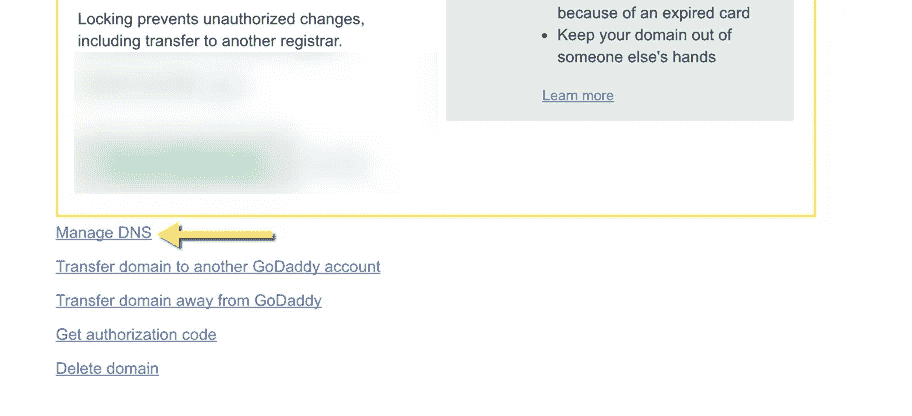 Locking prevents unauthorized changes,
including transfer to another registrar.
because of an expired card
• Keep your domain out of
someone else's hands
Learn more
Manage DNS
Transfer domain to another GoDaddy account
Transfer domain away from GoDaddy
Get authorization code
Delete domain